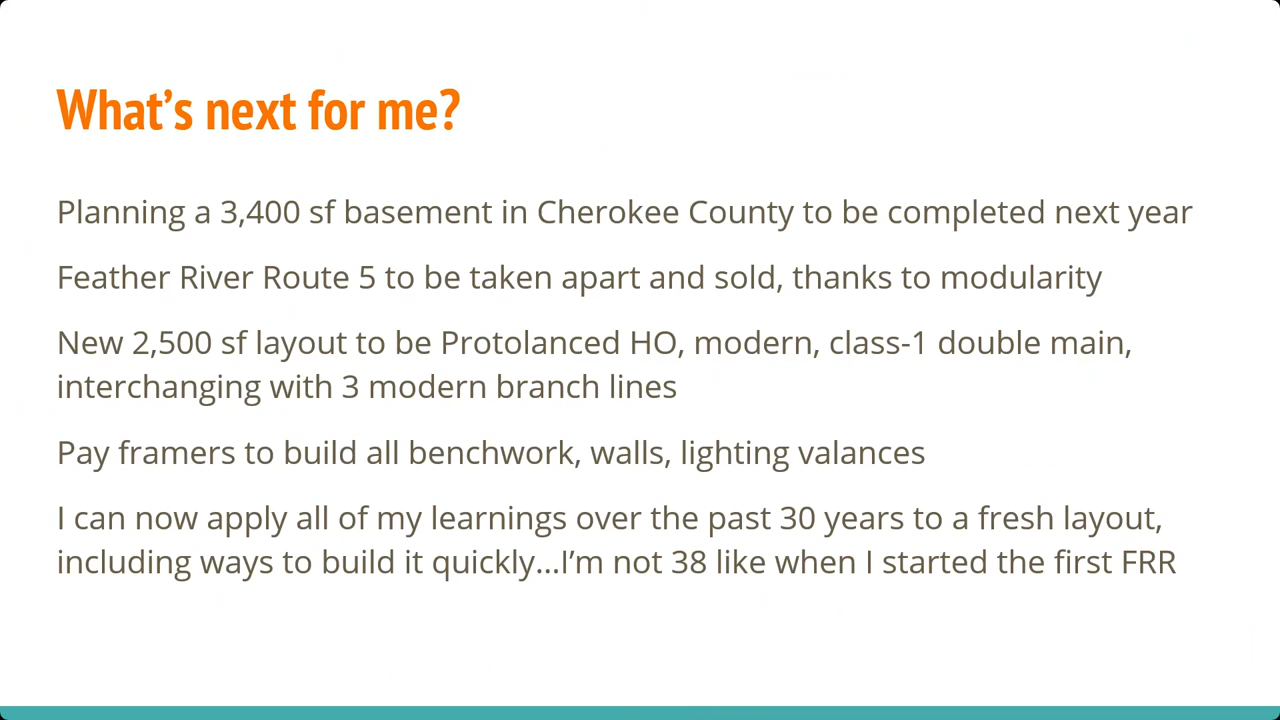 What’s next for me?
Planning a 3,400 sf basement in Cherokee County to be completed next year
Feather River Route 5 to be taken apart and sold, thanks to modularity
New 2,500 sf layout to be Protolanced HO, modern, class-1 double main,
interchanging with 3 modern branch lines
Pay framers to build all benchwork, walls, lighting valances
I can now apply all of my learnings over the past 30 years to a fresh layout,
including ways to build it quickly...I’m not 38 like when I started the first FRR